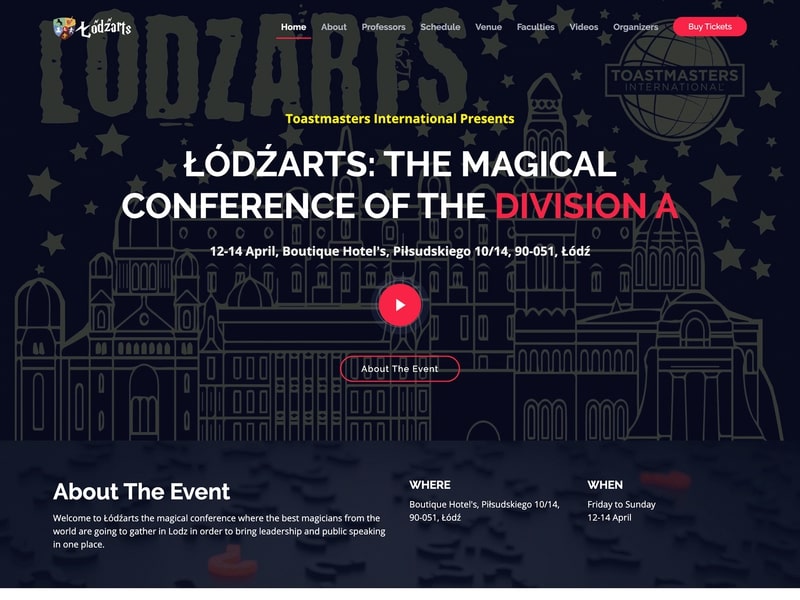 Łódźarts
Home About Professors Schedule Venue Faculties Videos Organizers Buy Tickets
ŁÓDŹARTS
TOASTMASTERS
INTERNATIONAL
Toastmasters International Presents
ŁÓDŹARTS: THE MAGICAL
CONFERENCE OF THE DIVISION A
12-14 April, Boutique Hotel's, Piłsudskiego 10/14, 90-051, Łódź
About The Event
About The Event
Welcome to Łódźarts the magical conference where the best magicians from the
world are going to gather in Lodz in order to bring leadership and public speaking
in one place.
WHERE
Boutique Hotel's, Piłsudskiego 10/14,
90-051, Łódź
WHEN
Friday to Sunday
12-14 April